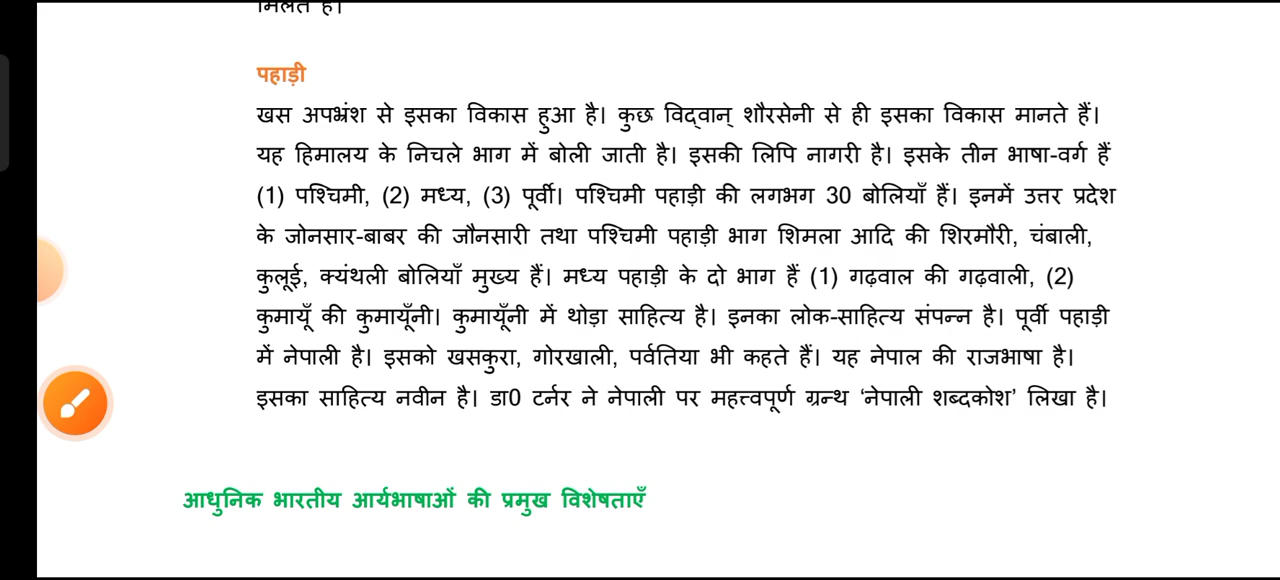 मिलते हैं।
पहाड़ी
खस अपभ्रंश से इसका विकास हुआ है। कुछ विद्वान् शौरसेनी से ही इसका विकास मानते हैं।
यह हिमालय के निचले भाग में बोली जाती है। इसकी लिपि नागरी है। इसके तीन भाषा-वर्ग हैं
(1) पश्चिमी, (2) मध्य, (3) पूर्वी। पश्चिमी पहाड़ी की लगभग 30 बोलियाँ हैं। इनमें उत्तर प्रदेश
के जोनसार-बाबर की जौनसारी तथा पश्चिमी पहाड़ी भाग शिमला आदि की शिरमौरी, चंबाली,
कुलूई, क्यंथली बोलियाँ मुख्य हैं। मध्य पहाड़ी के दो भाग हैं (1) गढ़वाल की गढ़वाली, (2)
कुमायूँ की कुमायूँनी। कुमायूँनी में थोड़ा साहित्य है। इनका लोक-साहित्य संपन्न है। पूर्वी पहाड़ी
में नेपाली है। इसको खसकुरा, गोरखाली, पर्वतिया भी कहते हैं। यह नेपाल की राजभाषा है।
इसका साहित्य नवीन है। डा0 टर्नर ने नेपाली पर महत्त्वपूर्ण ग्रन्थ ‘नेपाली शब्दकोश’ लिखा है।
आधुनिक भारतीय आर्यभाषाओं की प्रमुख विशेषताएँ